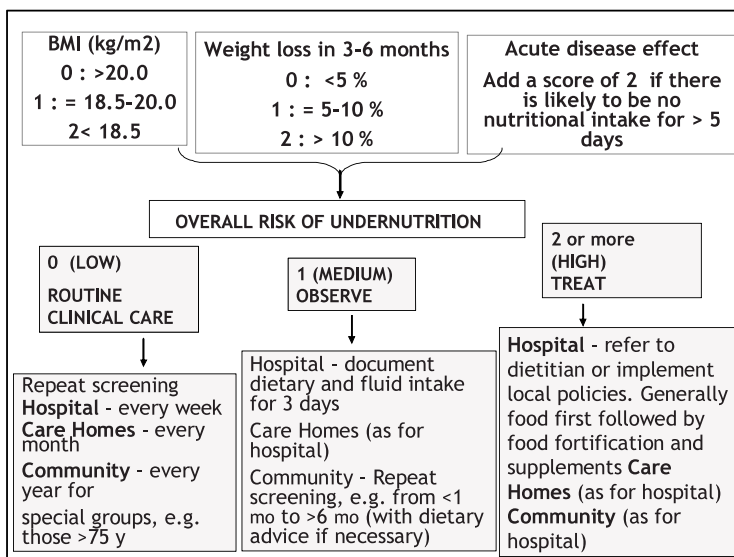 BMI (kg/m2)
0 : >20.0
1 : = 18.5-20.0
2< 18.5
Weight loss in 3-6 months
0 : <5 %
1 : = 5-10 %
2 : > 10 %
Acute disease effect
Add a score of 2 if there
is likely to be no
nutritional intake for > 5
days
OVERALL RISK OF UNDERNUTRITION
0 (LOW)
ROUTINE
CLINICAL CARE
1 (MEDIUM)
OBSERVE
2 or more
(HIGH)
TREAT
Repeat screening
Hospital - every week
Care Homes - every
month
Community - every
year for
special groups, e.g.
those >75 y
Hospital - document
dietary and fluid intake
for 3 days
Care Homes (as for
hospital)
Community - Repeat
screening, e.g. from <1
mo to >6 mo (with dietary
advice if necessary)
Hospital - refer to
dietitian or implement
local policies. Generally
food first followed by
food fortification and
supplements Care
Homes (as for hospital)
Community (as for
hospital)